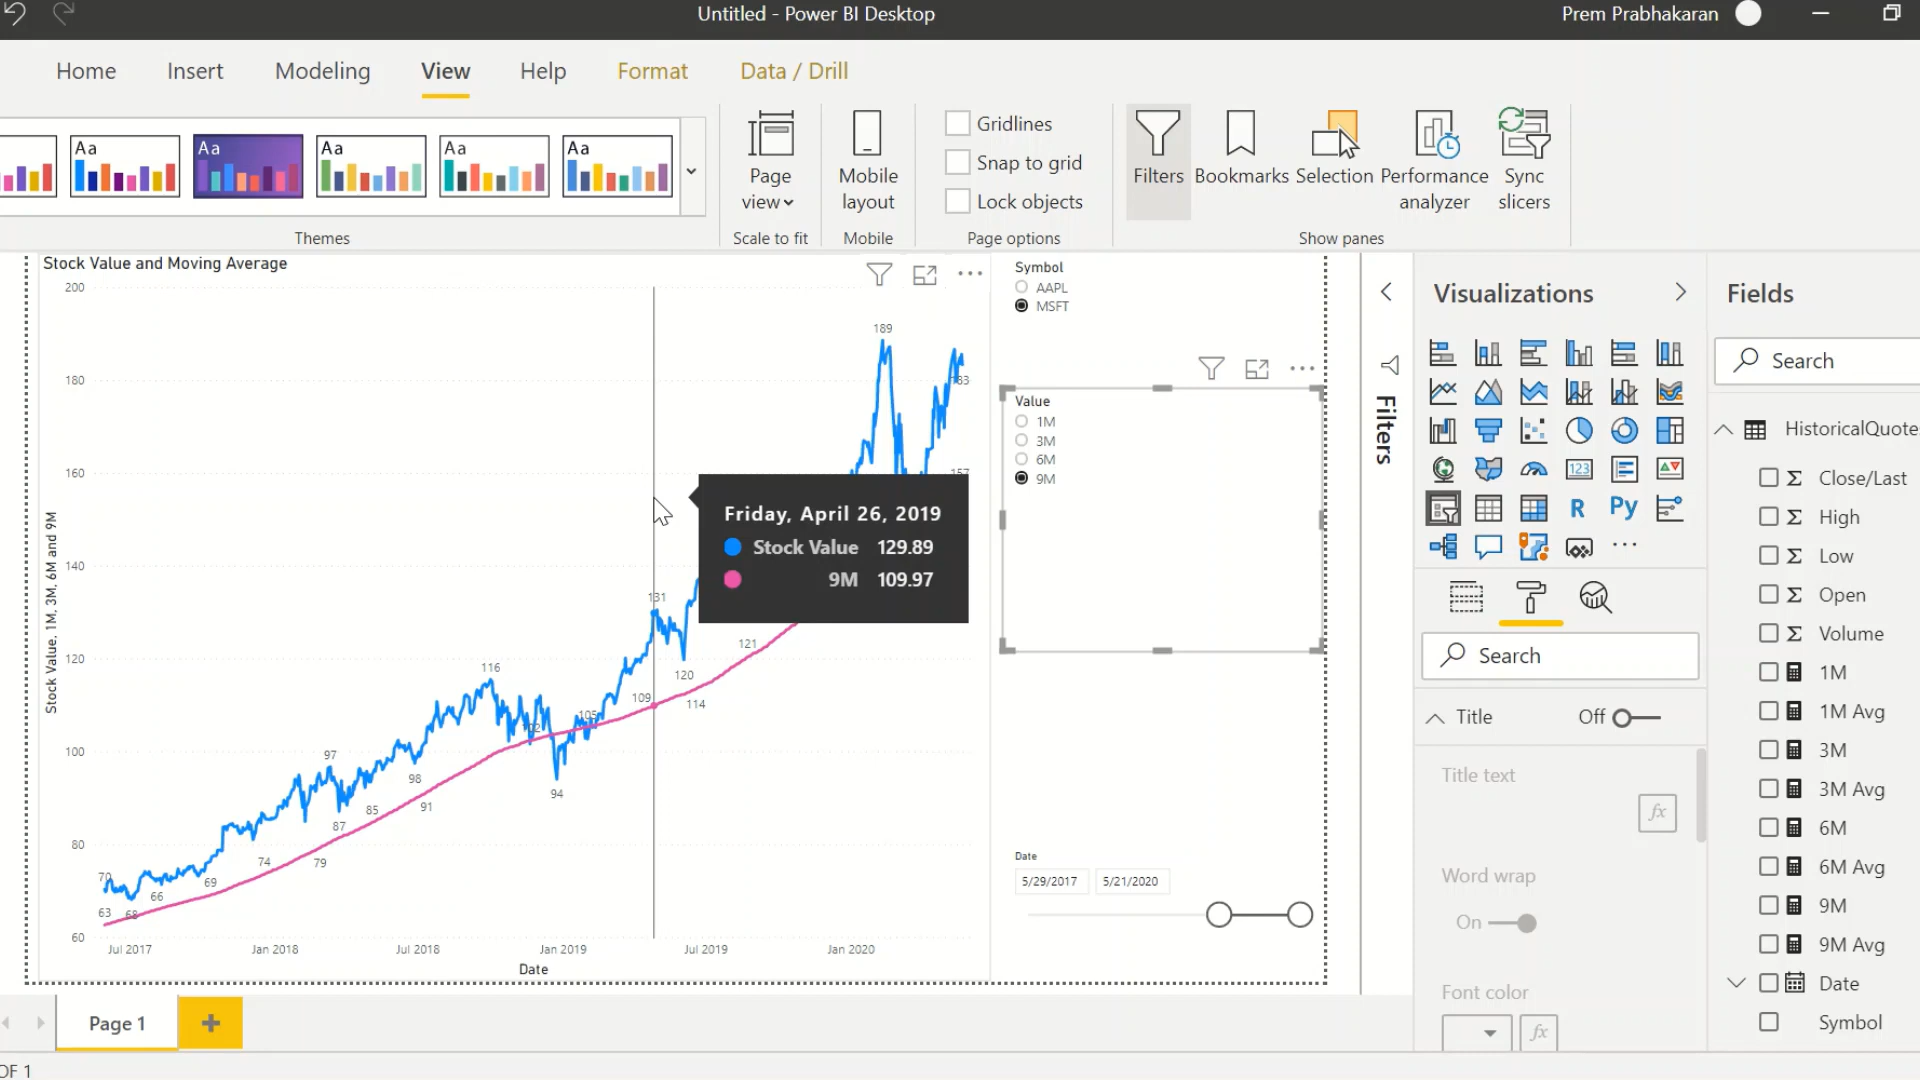 Untitled - Power BI Desktop
Prem Prabhakaran
Home
Insert
Modeling
View
Help
Format
Data / Drill
Aa
Aa
Aa
Aa
Aa
Page view
Mobile layout
Gridlines
Snap to grid
Lock objects
Filters
Bookmarks
Selection
Performance analyzer
Sync slicers
Themes
Scale to fit
Mobile
Page options
Show panes
Stock Value and Moving Average
200
180
160
140
120
100
80
60
Stock Value, 1M, 3M, 6M and 9M
189
183
157
131
121
120
116
114
109
105
102
98
97
94
91
87
85
79
74
70
69
66
63
68
Friday, April 26, 2019
Stock Value 129.89
9M 109.97
Jul 2017
Jan 2018
Jul 2018
Jan 2019
Jul 2019
Jan 2020
Date
Symbol
AAPL
MSFT
Value
1M
3M
6M
9M
Date
5/29/2017
5/21/2020
Filters
Visualizations
123
R
Py
Search
Title
Off
Title text
fx
Word wrap
On
Font color
fx
Fields
Search
HistoricalQuote
Close/Last
High
Low
Open
Volume
1M
1M Avg
3M
3M Avg
6M
6M Avg
9M
9M Avg
Date
Symbol
Page 1
OF 1